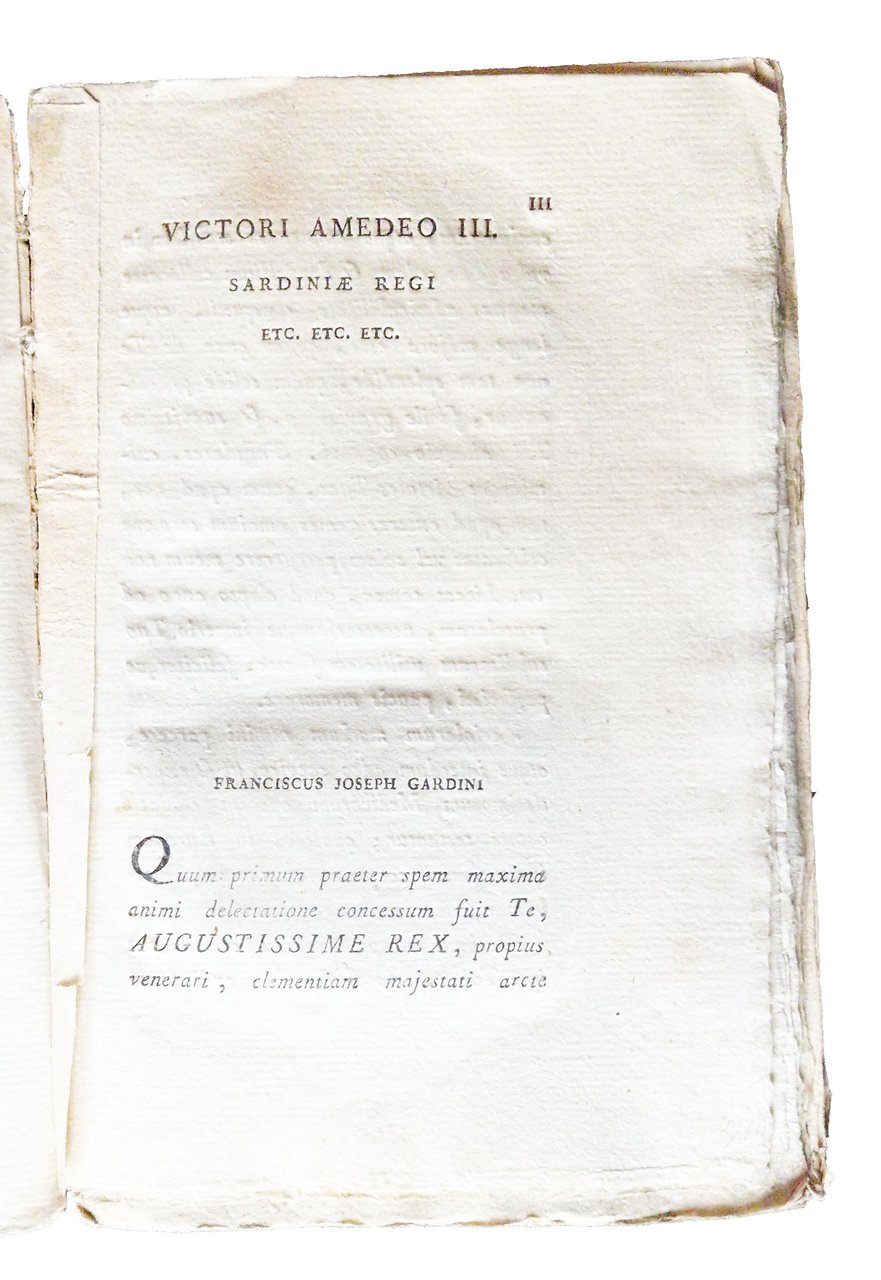 III
VICTORI AMEDEO III.
SARDINIÆ REGI
ETC. ETC. ETC.
FRANCISCUS JOSEPH GARDINI
Quum primum praeter spem maxima
animi delectatione concessum fuit Te,
AUGUSTISSIME REX, propius
venerari, clementiam majestati arcte